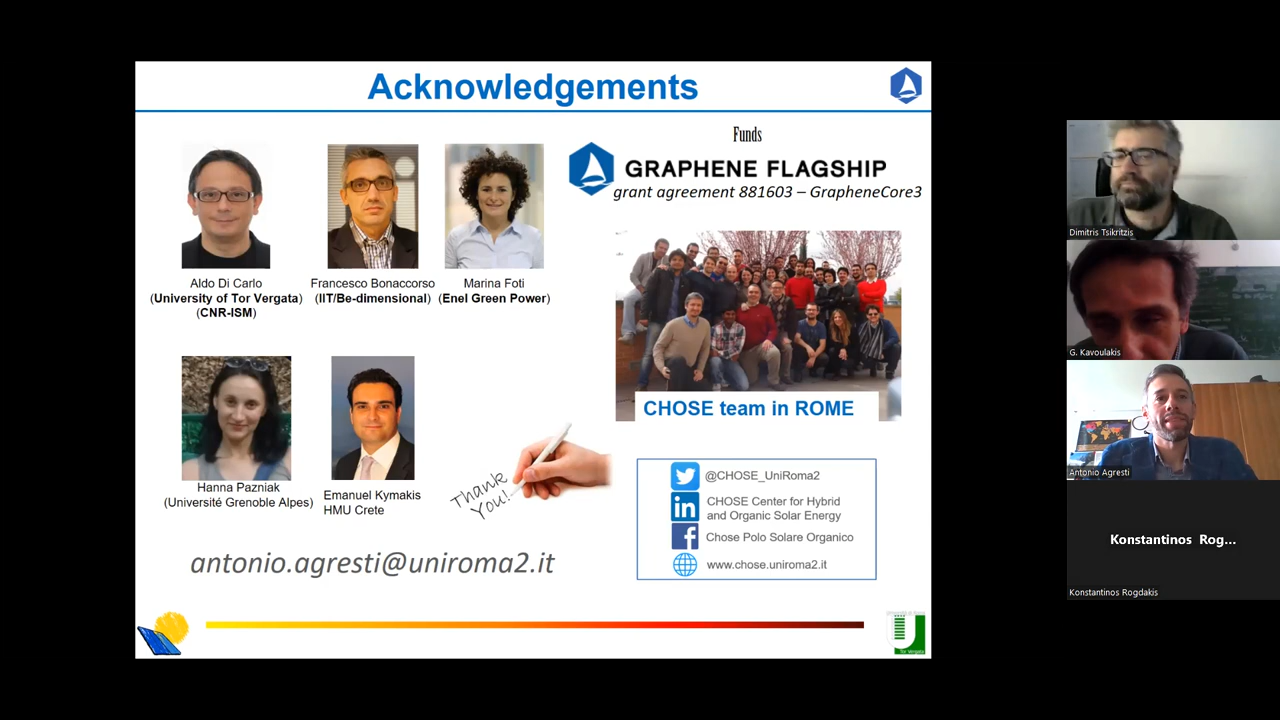 Acknowledgements
Funds
GRAPHENE FLAGSHIP
grant agreement 881603 – GrapheneCore3
Aldo Di Carlo
(University of Tor Vergata)
(CNR-ISM)
Francesco Bonaccorso
(IIT/Be-dimensional)
Marina Foti
(Enel Green Power)
CHOSE team in ROME
Hanna Pazniak
(Université Grenoble Alpes)
Emanuel Kymakis
HMU Crete
Thank
You!
@CHOSE_UniRoma2
CHOSE Center for Hybrid
and Organic Solar Energy
Chose Polo Solare Organico
www.chose.uniroma2.it
antonio.agresti@uniroma2.it
Tor Vergata
Dimitris Tsikritzis
G. Kavoulakis
Antonio Agresti
Konstantinos Rog...
Konstantinos Rogdakis